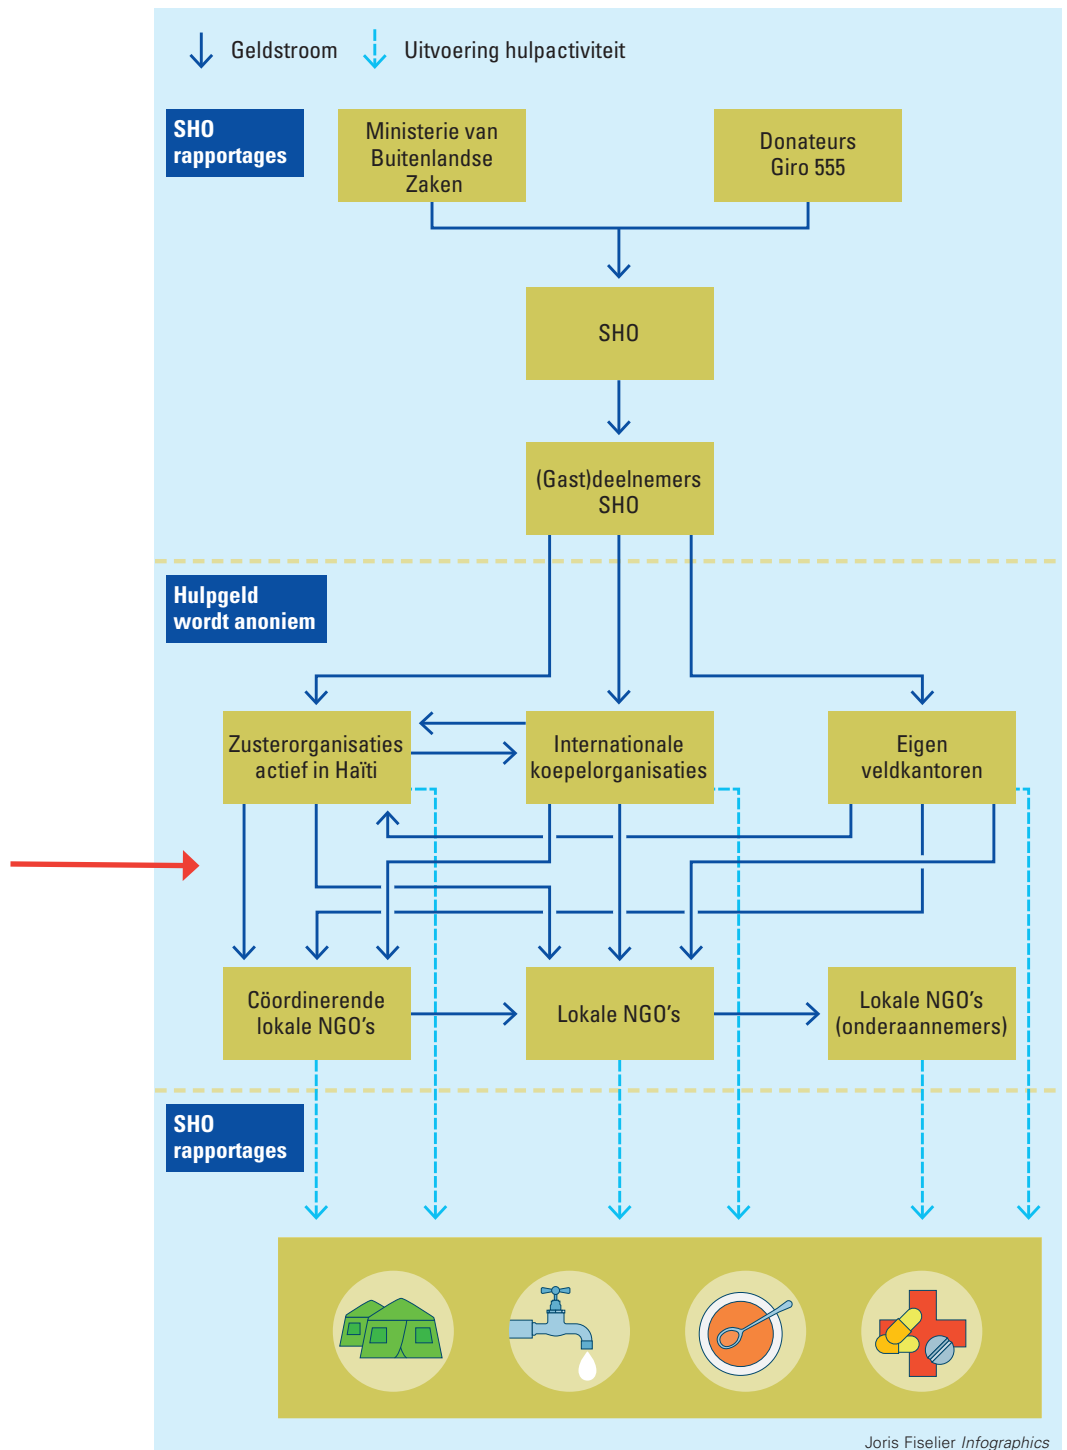 Geldstroom
Uitvoering hulpactiviteit
SHO
rapportages
Ministerie van
Buitenlandse
Zaken
Donateurs
Giro 555
SHO
(Gast)deelnemers
SHO
Hulpgeld
wordt anoniem
Zusterorganisaties
actief in Haïti
Internationale
koepelorganisaties
Eigen
veldkantoren
Cöordinerende
lokale NGO's
Lokale NGO's
Lokale NGO's
(onderaannemers)
SHO
rapportages
Joris Fiselier Infographics